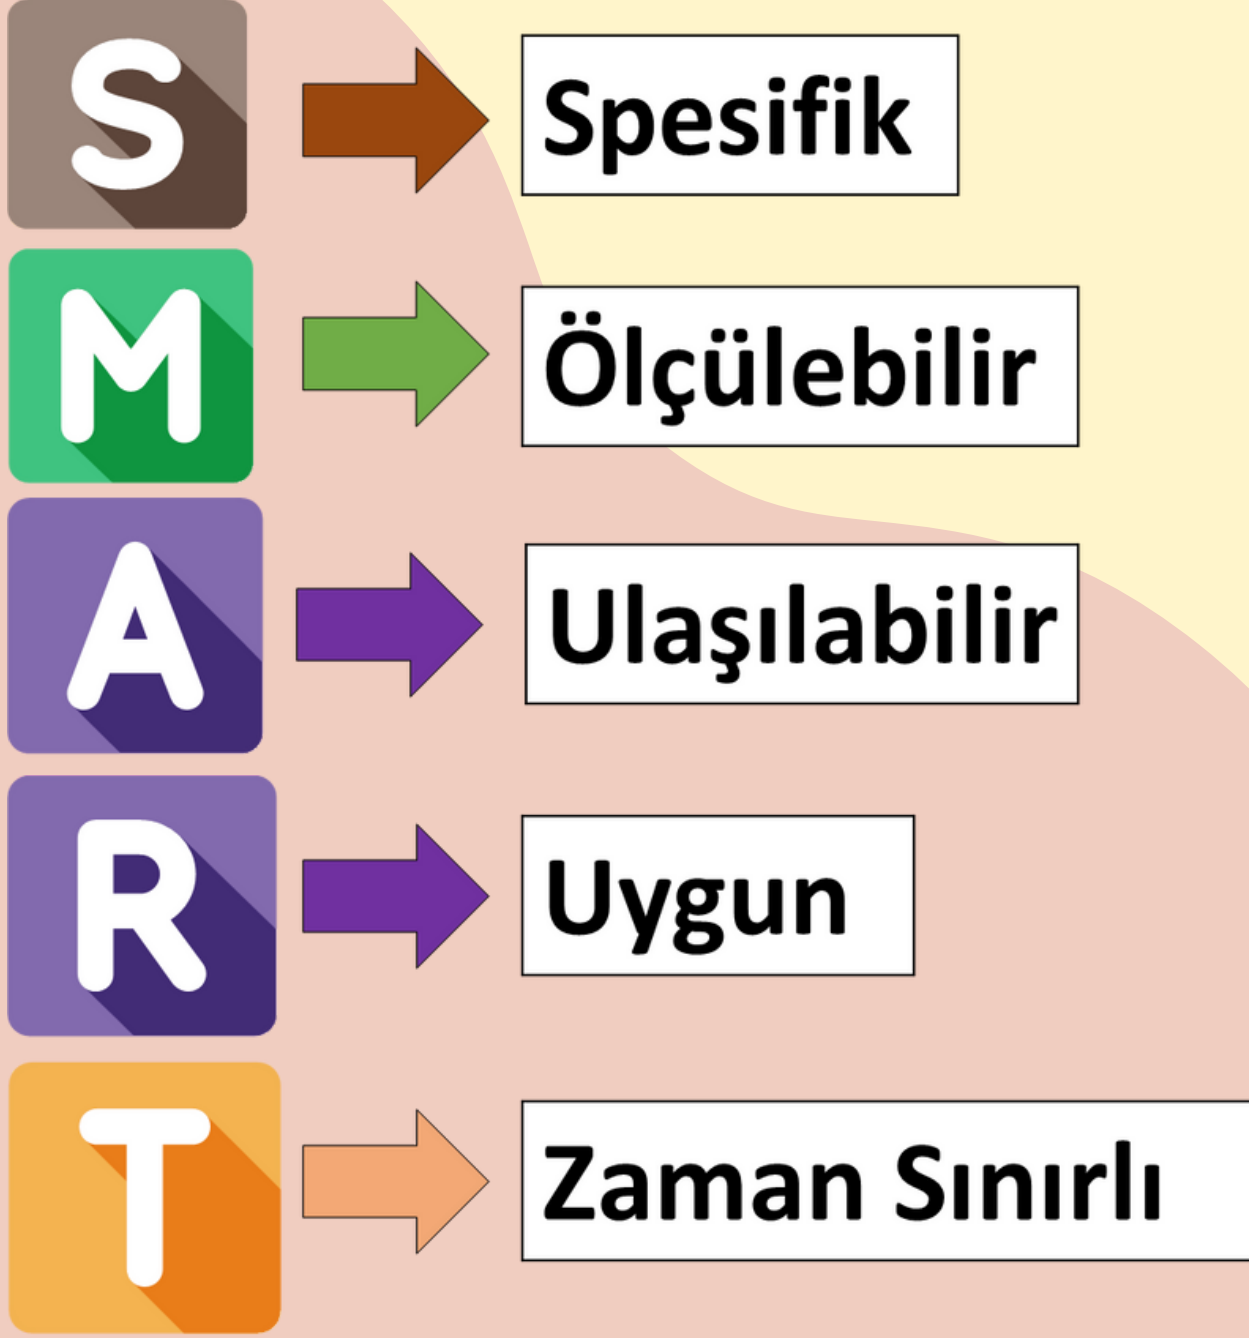 S Spesifik
M Ölçülebilir
A Ulaşılabilir
R Uygun
T Zaman Sınırlı